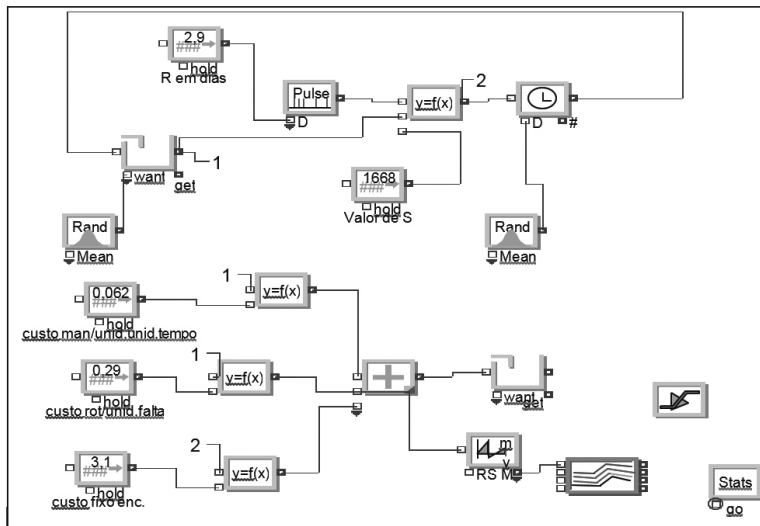 2,9
hold
R em dias
Pulse
D
y=f(x)
2
D
#
1
want
get
1668
hold
Valor de S
Rand
Mean
Rand
Mean
0,062
hold
custo man/unid.unid.tempo
1
y=f(x)
0,29
hold
custo rot/unid.falta
1
y=f(x)
want
get
3,1
hold
custo fixo enc.
2
y=f(x)
m
v
RS M
Stats
go